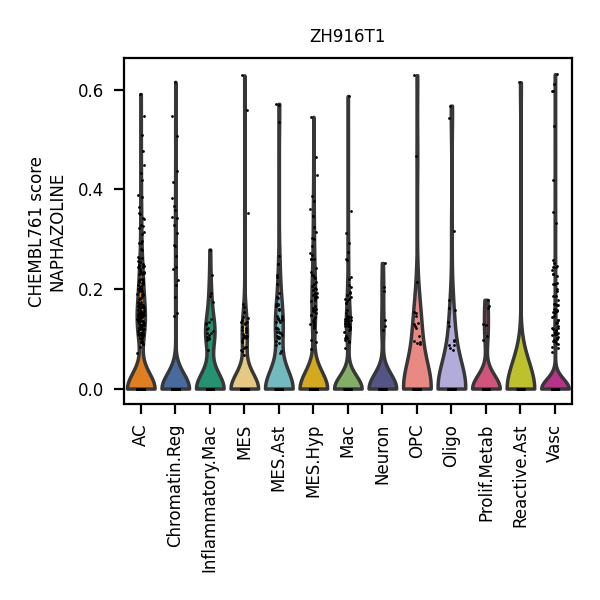 ZH916T1
CHEMBL761 score
NAPHAZOLINE
0.6
0.4
0.2
0.0
AC
Chromatin.Reg
Inflammatory.Mac
MES
MES.Ast
MES.Hyp
Mac
Neuron
OPC
Oligo
Prolif.Metab
Reactive.Ast
Vasc